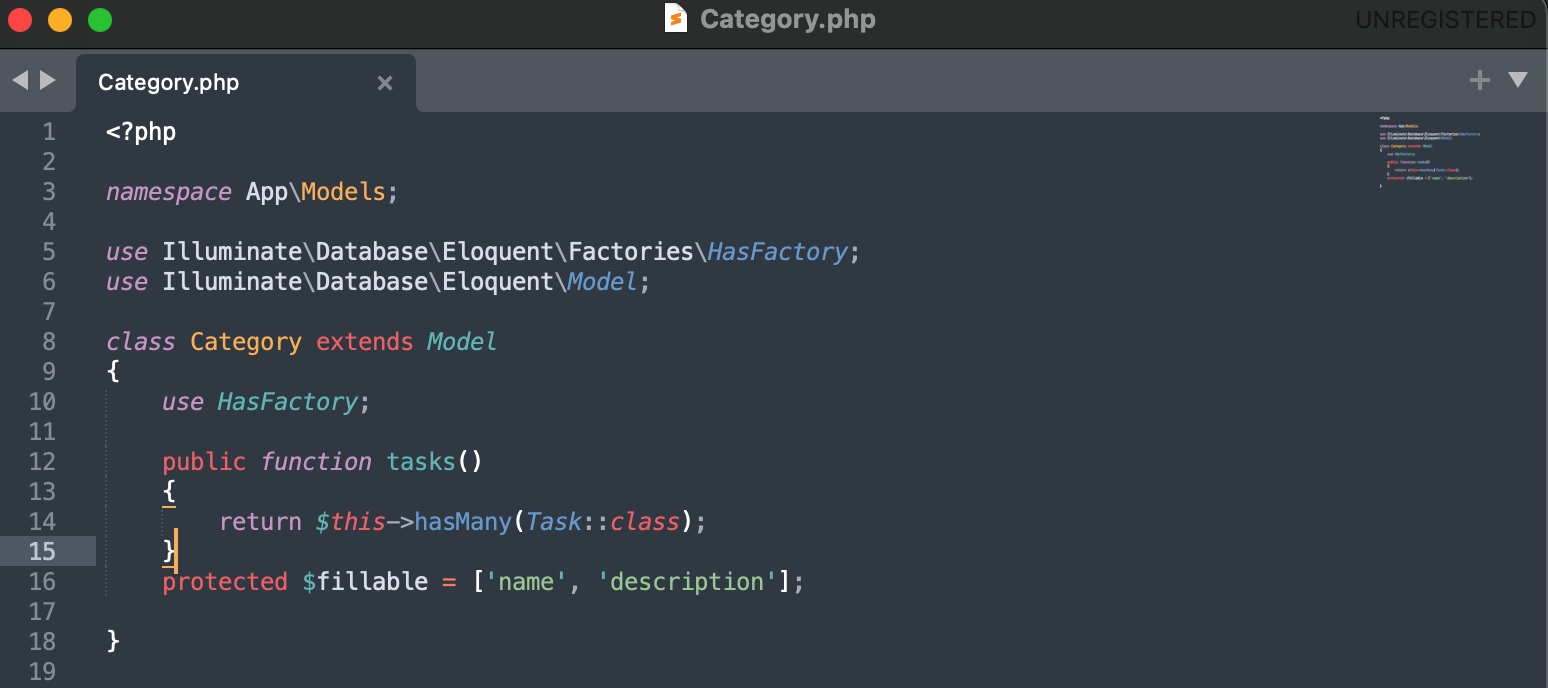 Category.php
UNREGISTERED
Category.php
1 <?php
2
3 namespace App\Models;
4
5 use Illuminate\Database\Eloquent\Factories\HasFactory;
6 use Illuminate\Database\Eloquent\Model;
7
8 class Category extends Model
9 {
10     use HasFactory;
11
12     public function tasks()
13     {
14         return $this->hasMany(Task::class);
15     }
16     protected $fillable = ['name', 'description'];
17
18 }
19